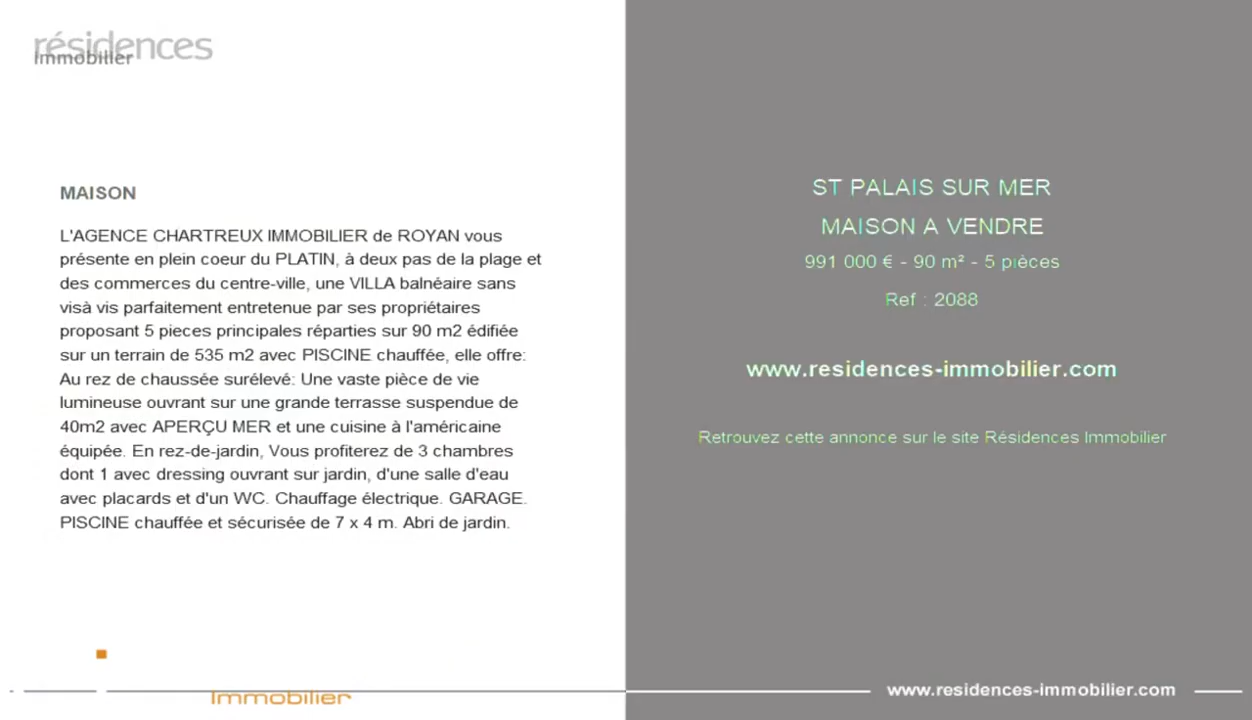 résidences
Immobilier
MAISON
L'AGENCE CHARTREUX IMMOBILIER de ROYAN vous
présente en plein coeur du PLATIN, à deux pas de la plage et
des commerces du centre-ville, une VILLA balnéaire sans
visà vis parfaitement entretenue par ses propriétaires
proposant 5 pieces principales réparties sur 90 m2 édifiée
sur un terrain de 535 m2 avec PISCINE chauffée, elle offre:
Au rez de chaussée surélevé: Une vaste pièce de vie
lumineuse ouvrant sur une grande terrasse suspendue de
40m2 avec APERÇU MER et une cuisine à l'américaine
équipée. En rez-de-jardin, Vous profiterez de 3 chambres
dont 1 avec dressing ouvrant sur jardin, d'une salle d'eau
avec placards et d'un WC. Chauffage électrique. GARAGE.
PISCINE chauffée et sécurisée de 7 x 4 m. Abri de jardin.
Immobilier
ST PALAIS SUR MER
MAISON A VENDRE
991 000 € - 90 m² - 5 pièces
Ref : 2088
www.residences-immobilier.com
Retrouvez cette annonce sur le site Résidences Immobilier
www.residences-immobilier.com